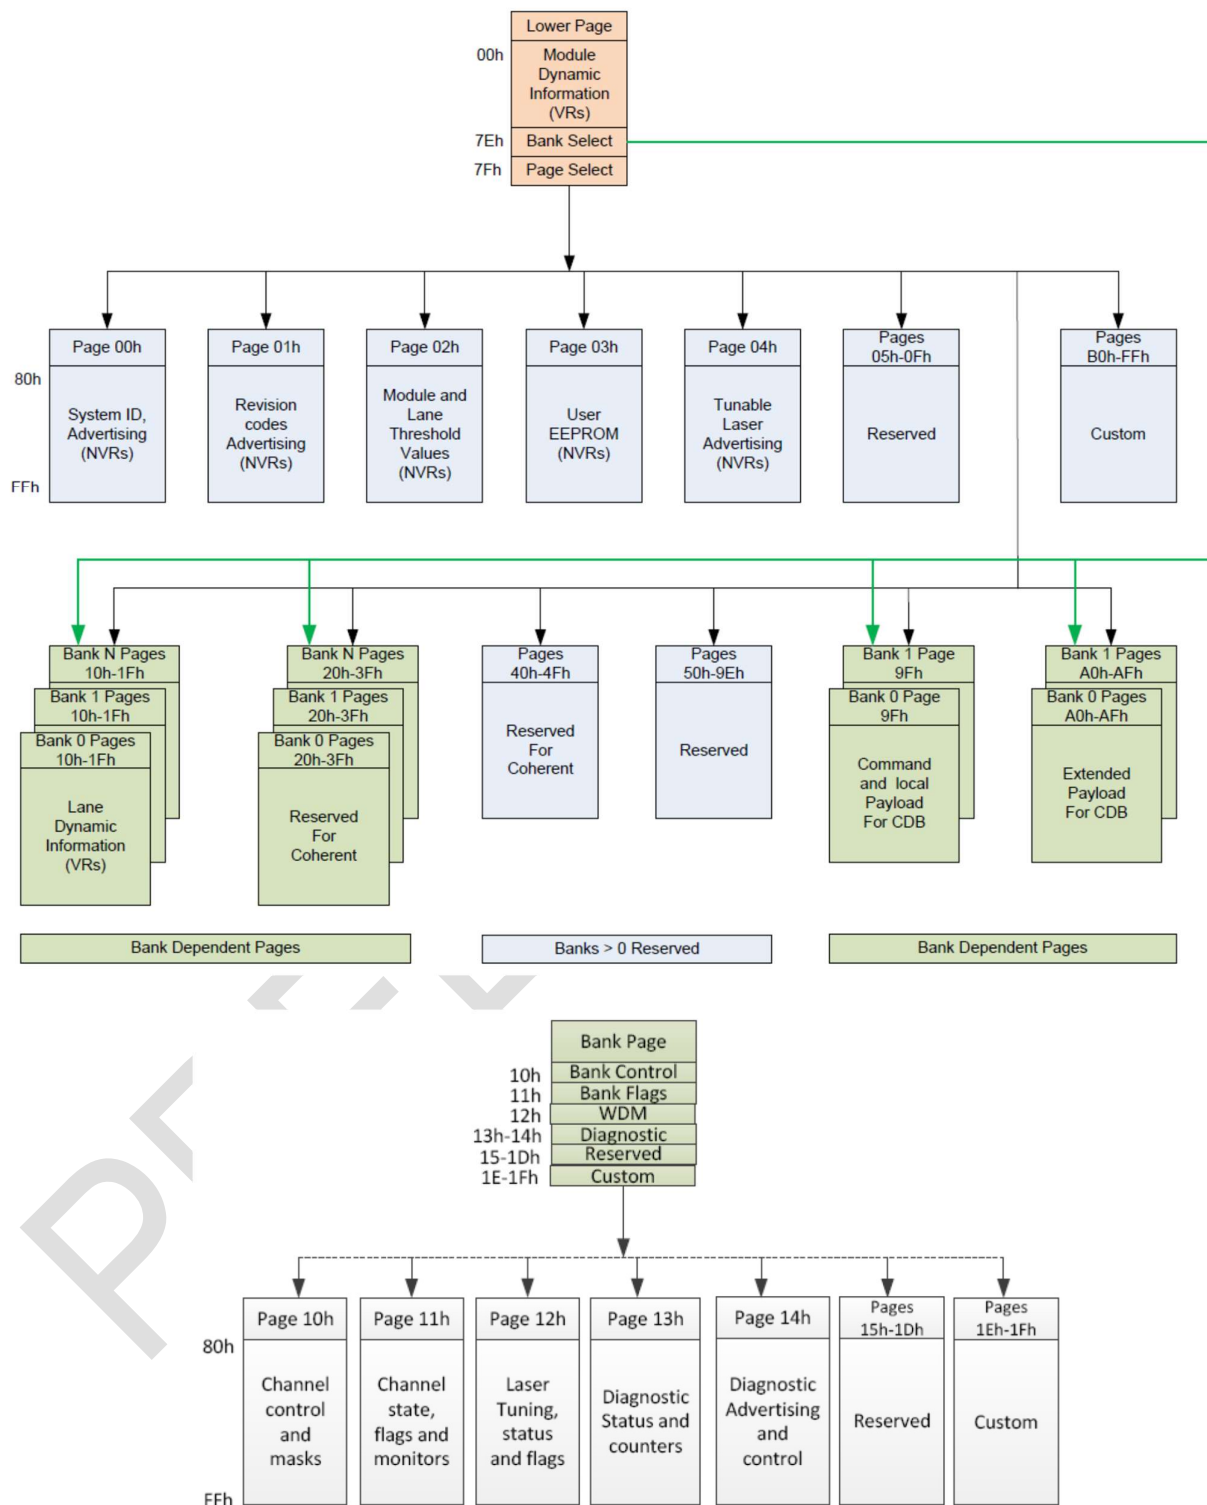 Lower Page
00h
Module
Dynamic
Information
(VRs)
7Eh
Bank Select
7Fh
Page Select
Page 00h
Page 01h
Page 02h
Page 03h
Page 04h
Pages
05h-0Fh
Pages
B0h-FFh
80h
System ID,
Advertising
(NVRs)
Revision
codes
Advertising
(NVRs)
Module and
Lane
Threshold
Values
(NVRs)
User
EEPROM
(NVRs)
Tunable
Laser
Advertising
(NVRs)
Reserved
Custom
FFh
Bank N Pages
10h-1Fh
Bank 1 Pages
10h-1Fh
Bank 0 Pages
10h-1Fh
Lane
Dynamic
Information
(VRs)
Bank N Pages
20h-3Fh
Bank 1 Pages
20h-3Fh
Bank 0 Pages
20h-3Fh
Reserved
For
Coherent
Pages
40h-4Fh
Reserved
For
Coherent
Pages
50h-9Eh
Reserved
Bank 1 Page
9Fh
Bank 0 Page
9Fh
Command
and local
Payload
For CDB
Bank 1 Pages
A0h-AFh
Bank 0 Pages
A0h-AFh
Extended
Payload
For CDB
Bank Dependent Pages
Banks > 0 Reserved
Bank Dependent Pages
Bank Page
10h
Bank Control
11h
Bank Flags
12h
WDM
13h-14h
Diagnostic
15-1Dh
Reserved
1E-1Fh
Custom
Page 10h
Page 11h
Page 12h
Page 13h
Page 14h
Pages
15h-1Dh
Pages
1Eh-1Fh
80h
Channel
control
and
masks
Channel
state,
flags and
monitors
Laser
Tuning,
status
and flags
Diagnostic
Status and
counters
Diagnostic
Advertising
and
control
Reserved
Custom
FFh